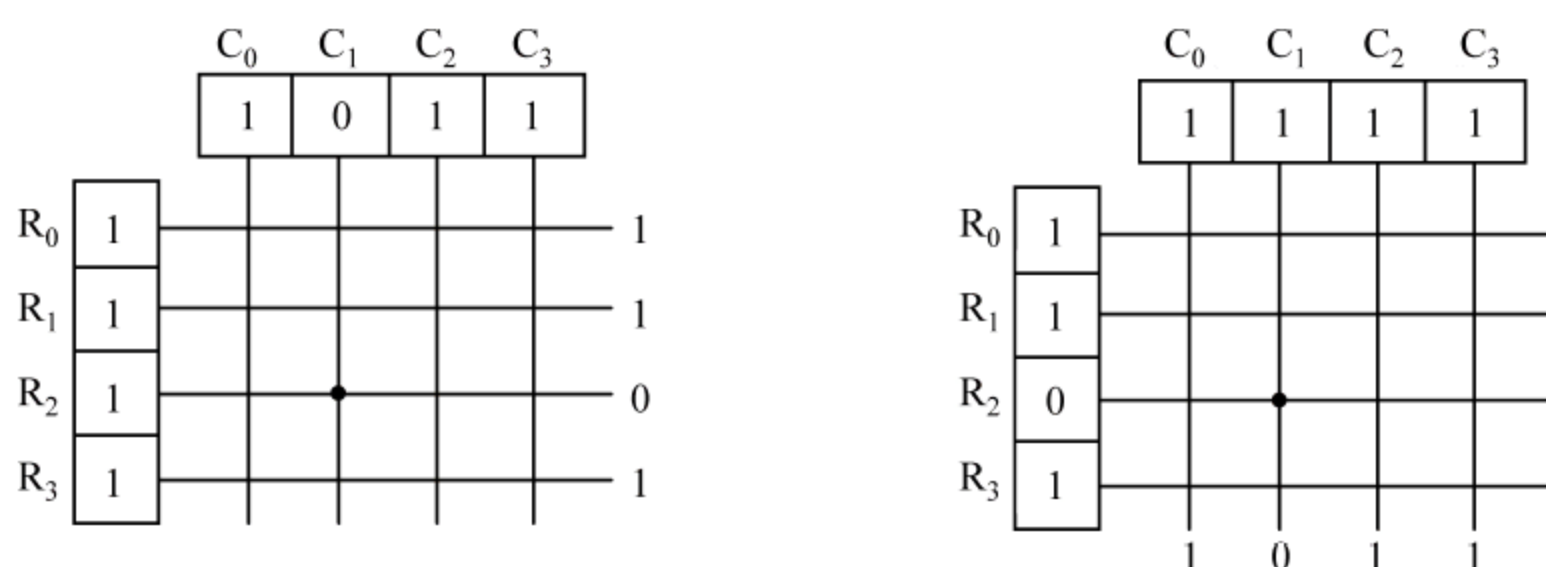 C₀ C₁ C₂ C₃
1 0 1 1
R₀ 1 1
R₁ 1 1
R₂ 1 0
R₃ 1 1
C₀ C₁ C₂ C₃
1 1 1 1
R₀ 1
R₁ 1
R₂ 0
R₃ 1
1 0 1 1